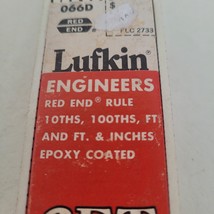 066D
$
RED
END
FLC 2733
Lufkin
ENGINEERS
RED END® RULE
10THS, 100THS, FT.
AND FT. & INCHES
EPOXY COATED